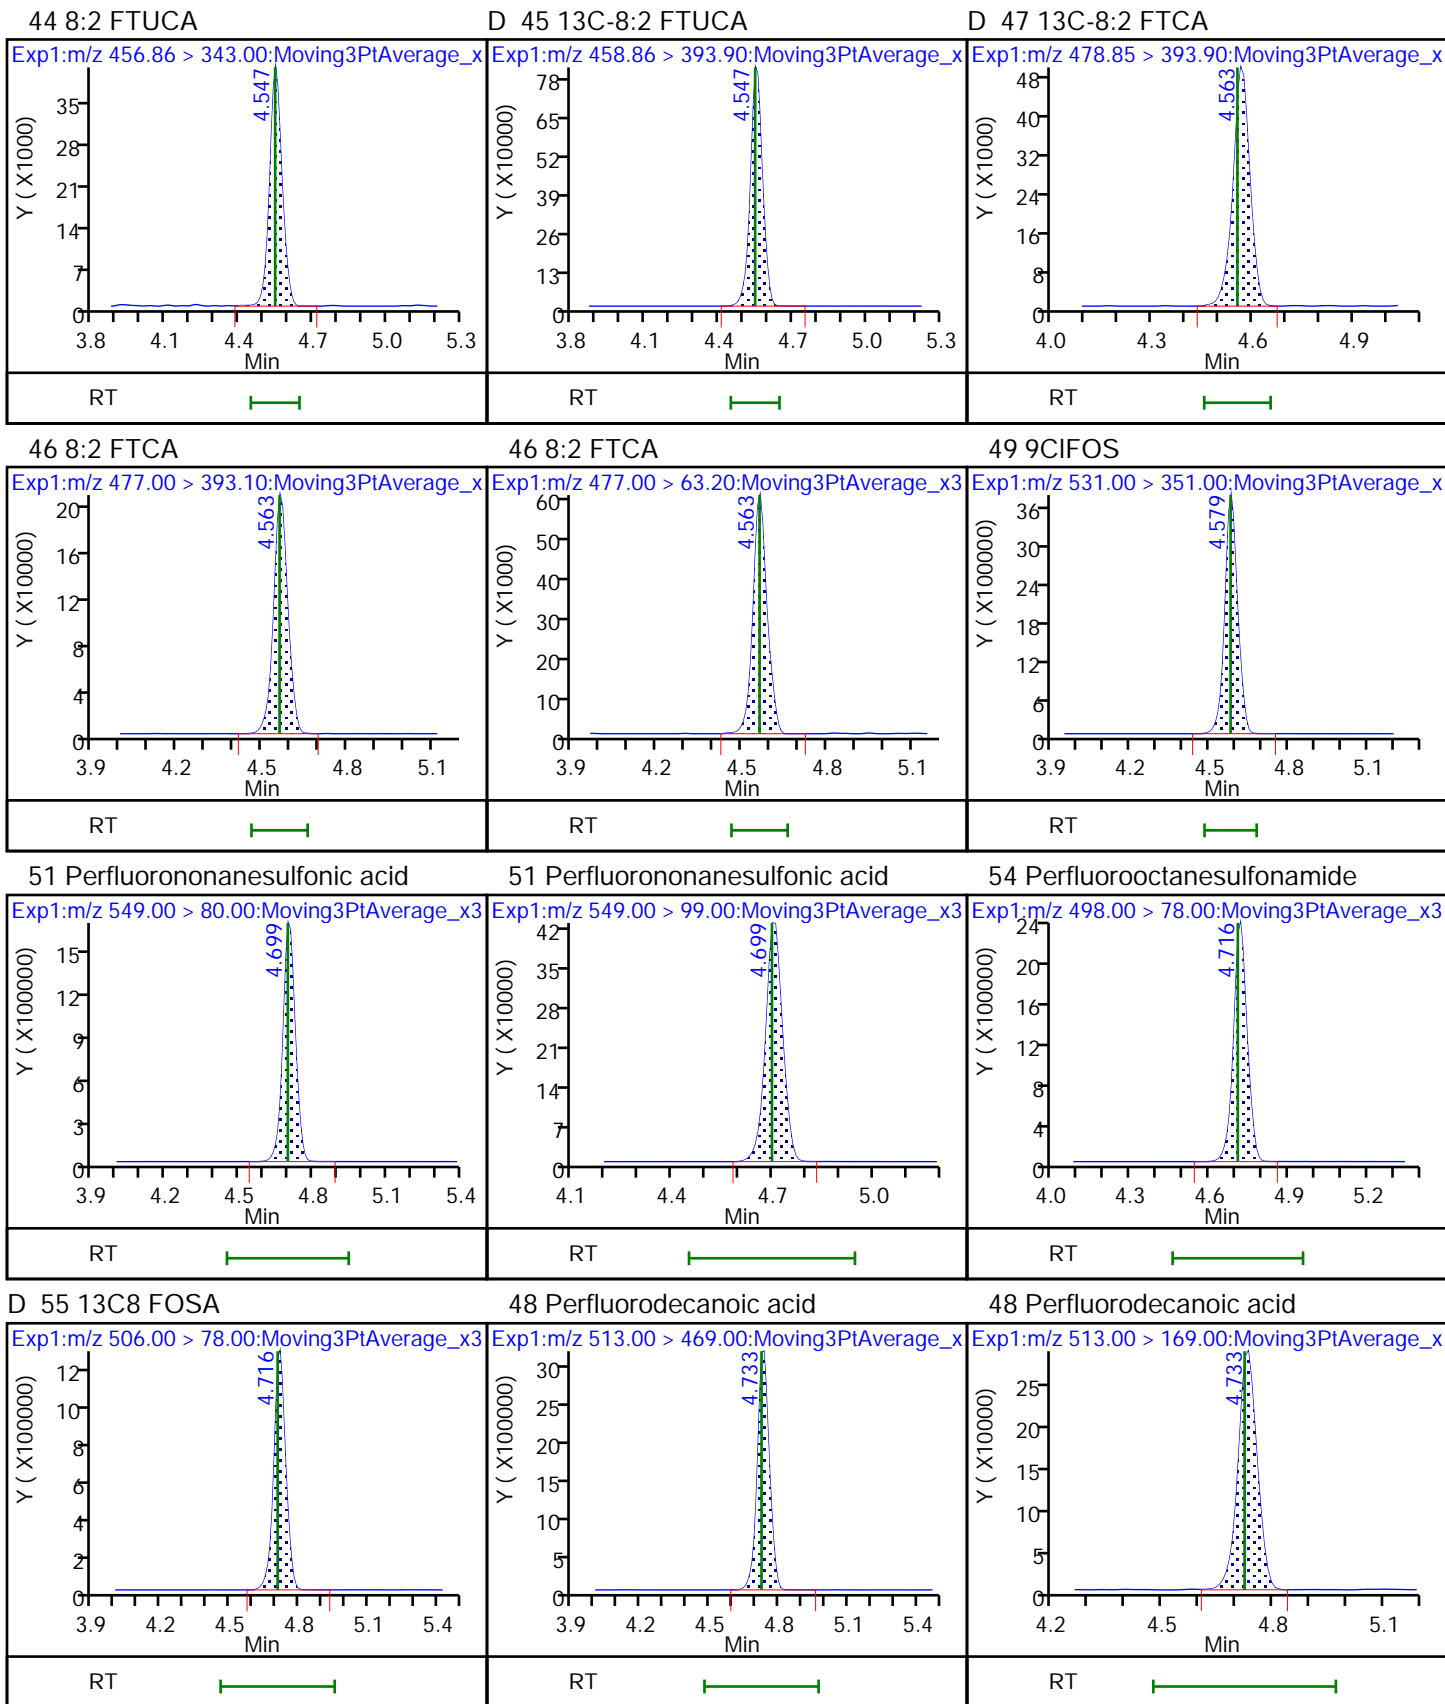 44 8:2 FTUCA
Exp1:m/z 456.86 > 343.00:Moving3PtAverage_x
4.547
Y ( X1000)
35
28
21
14
7
0
3.8 4.1 4.4 4.7 5.0 5.3
Min
RT
D 45 13C-8:2 FTUCA
Exp1:m/z 458.86 > 393.90:Moving3PtAverage_x
4.547
Y ( X10000)
78
65
52
39
26
13
0
3.8 4.1 4.4 4.7 5.0 5.3
Min
RT
D 47 13C-8:2 FTCA
Exp1:m/z 478.85 > 393.90:Moving3PtAverage_x
4.563
Y ( X1000)
48
40
32
24
16
8
0
4.0 4.3 4.6 4.9
Min
RT
46 8:2 FTCA
Exp1:m/z 477.00 > 393.10:Moving3PtAverage_x
4.563
Y ( X10000)
20
16
12
8
4
0
3.9 4.2 4.5 4.8 5.1
Min
RT
46 8:2 FTCA
Exp1:m/z 477.00 > 63.20:Moving3PtAverage_x3
4.563
Y ( X1000)
60
50
40
30
20
10
0
3.9 4.2 4.5 4.8 5.1
Min
RT
49 9ClFOS
Exp1:m/z 531.00 > 351.00:Moving3PtAverage_x
4.579
Y ( X100000)
36
30
24
18
12
6
0
3.9 4.2 4.5 4.8 5.1
Min
RT
51 Perfluorononanesulfonic acid
Exp1:m/z 549.00 > 80.00:Moving3PtAverage_x3
4.699
Y ( X100000)
15
12
9
6
3
0
3.9 4.2 4.5 4.8 5.1 5.4
Min
RT
51 Perfluorononanesulfonic acid
Exp1:m/z 549.00 > 99.00:Moving3PtAverage_x3
4.699
Y ( X10000)
42
35
28
21
14
7
0
4.1 4.4 4.7 5.0
Min
RT
54 Perfluorooctanesulfonamide
Exp1:m/z 498.00 > 78.00:Moving3PtAverage_x3
4.716
Y ( X100000)
24
20
16
12
8
4
0
4.0 4.3 4.6 4.9 5.2
Min
RT
D 55 13C8 FOSA
Exp1:m/z 506.00 > 78.00:Moving3PtAverage_x3
4.716
Y ( X100000)
12
10
8
6
4
2
0
3.9 4.2 4.5 4.8 5.1 5.4
Min
RT
48 Perfluorodecanoic acid
Exp1:m/z 513.00 > 469.00:Moving3PtAverage_x
4.733
Y ( X100000)
30
25
20
15
10
5
0
3.9 4.2 4.5 4.8 5.1 5.4
Min
RT
48 Perfluorodecanoic acid
Exp1:m/z 513.00 > 169.00:Moving3PtAverage_x
4.733
Y ( X10000)
25
20
15
10
5
0
4.2 4.5 4.8 5.1
Min
RT